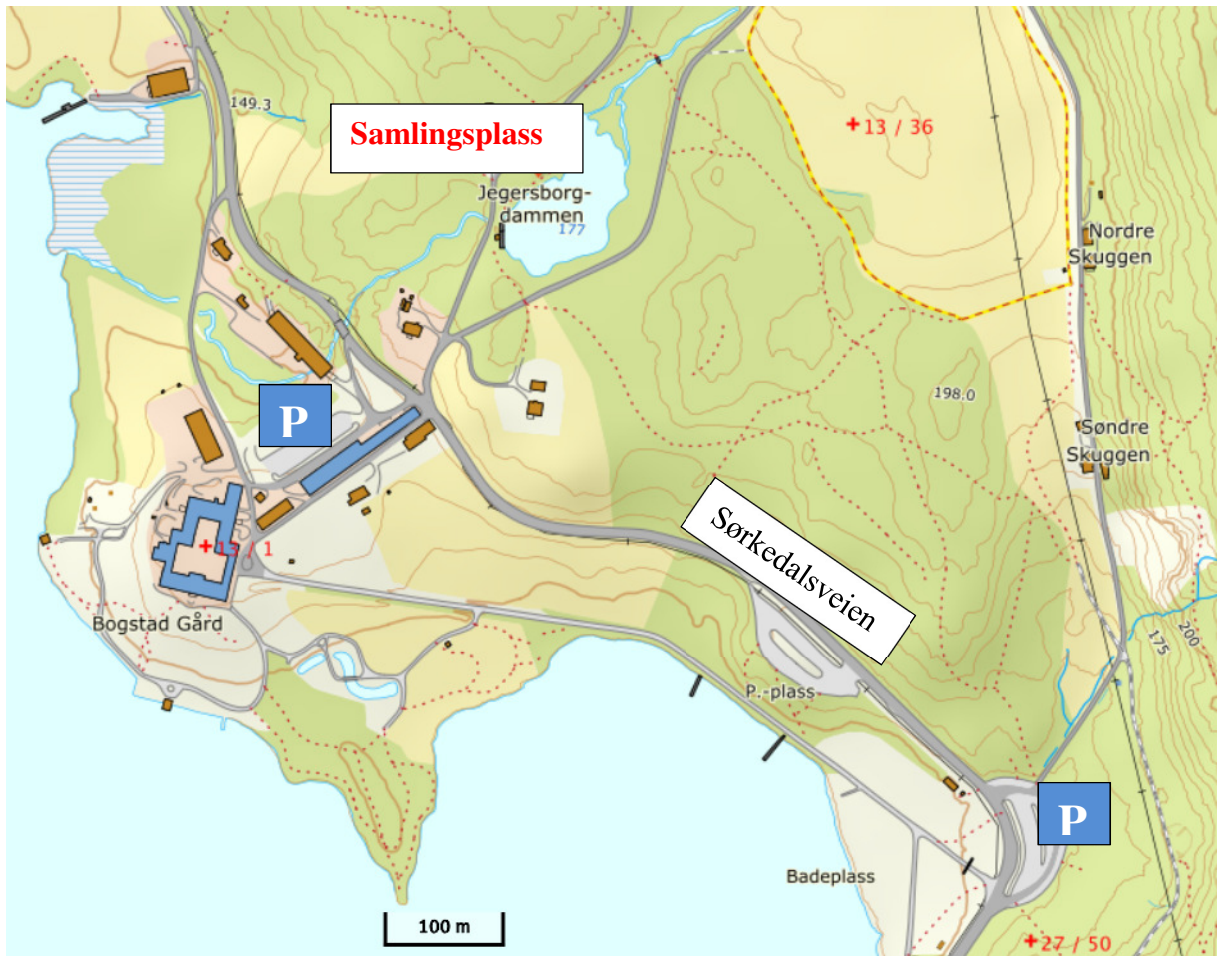 149.3
Samlingsplass
+ 13 / 36
Jegersborg-
dammen
177
Nordre
Skuggen
P
198.0
Søndre
Skuggen
Sørkedalsveien
+ 13 / 1
Bogstad Gård
175
200
P.-plass
P
Badeplass
100 m
+ 27 / 50